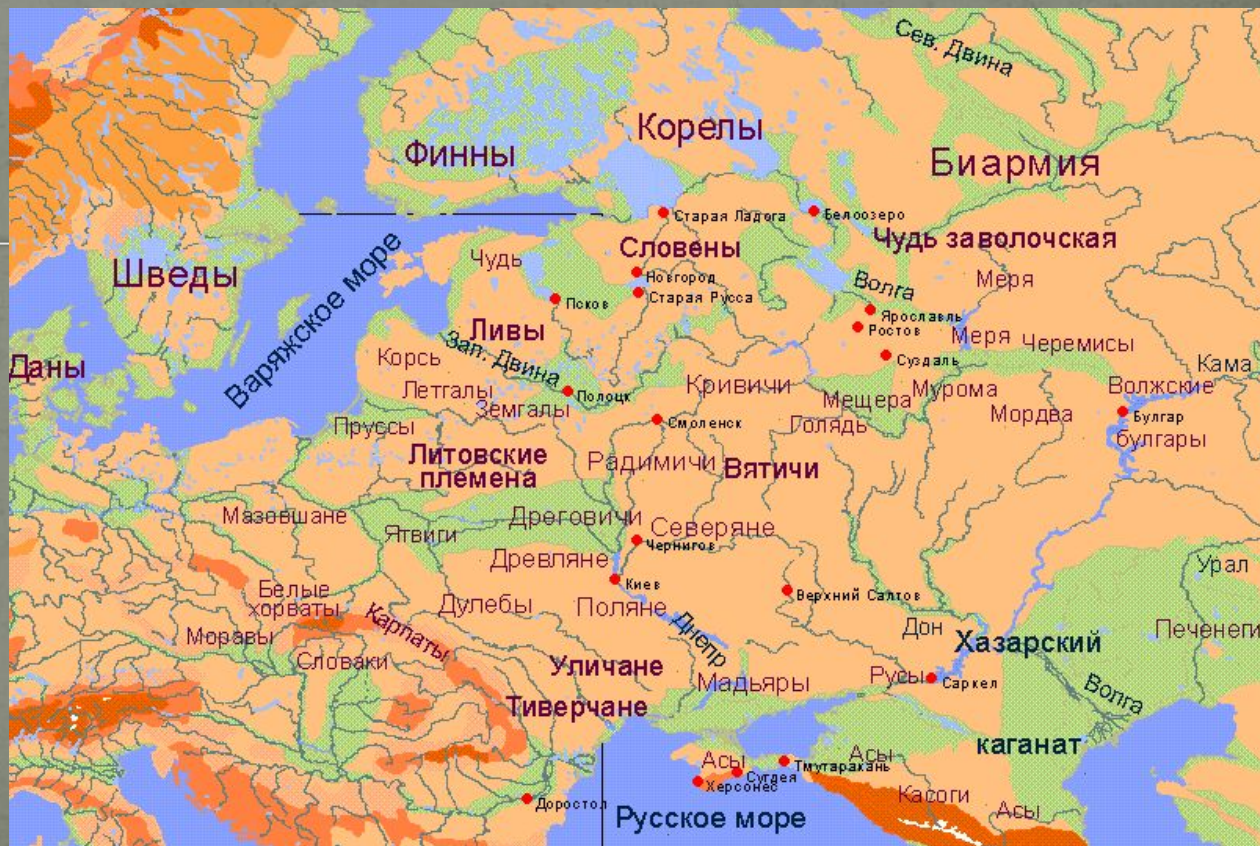 Сев. Двина
Корелы
Финны
Биармия
Старая Ладога
Белоозеро
Словены
Чудь заволочская
Чудь
Новгород
Меря
Шведы
Варяжское море
Псков
Старая Русса
Волга
Ярославль
Ростов
Ливы
Меря
Черемисы
Корсь
Зап. Двина
Суздаль
Даны
Кама
Летгалы
Полоцк
Кривичи
Мещера
Мурома
Волжские
Земгалы
Мордва
Булгар
Пруссы
Смоленск
Голядь
булгары
Литовские
племена
Радимичи
Вятичи
Мазовшане
Дреговичи
Северяне
Ятвиги
Чернигов
Древляне
Урал
Киев
Белые
хорваты
Дулебы
Поляне
Верхний Салтов
Моравы
Карпаты
Днепр
Дон
Хазарский
Печенеги
Словаки
Уличане
Мадьяры
Русы
Саркел
Волга
Тиверчане
каганат
Асы
Асы
Тмутаракань
Сугдея
Херсонес
Доростол
Касоги
Русское море
Асы